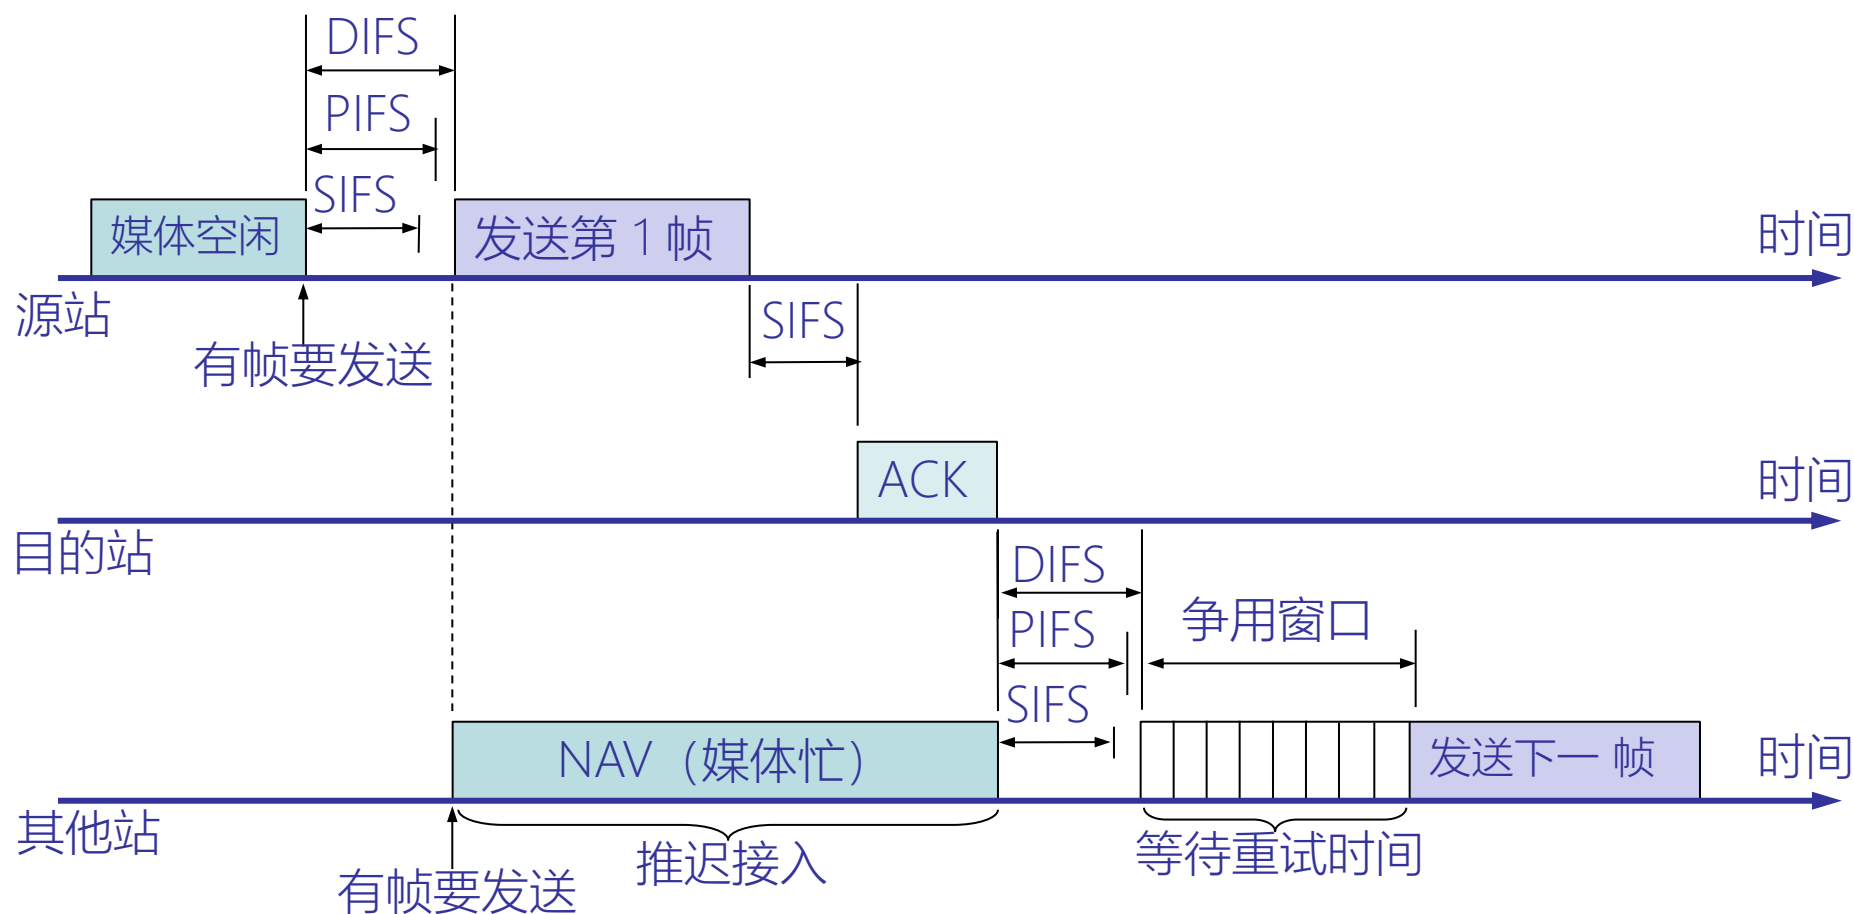 DIFS
PIFS
SIFS
媒体空闲
发送第 1 帧
时间
源站
有帧要发送
SIFS
ACK
时间
目的站
DIFS
PIFS
争用窗口
SIFS
NAV（媒体忙）
发送下一 帧
时间
其他站
推迟接入
等待重试时间
有帧要发送